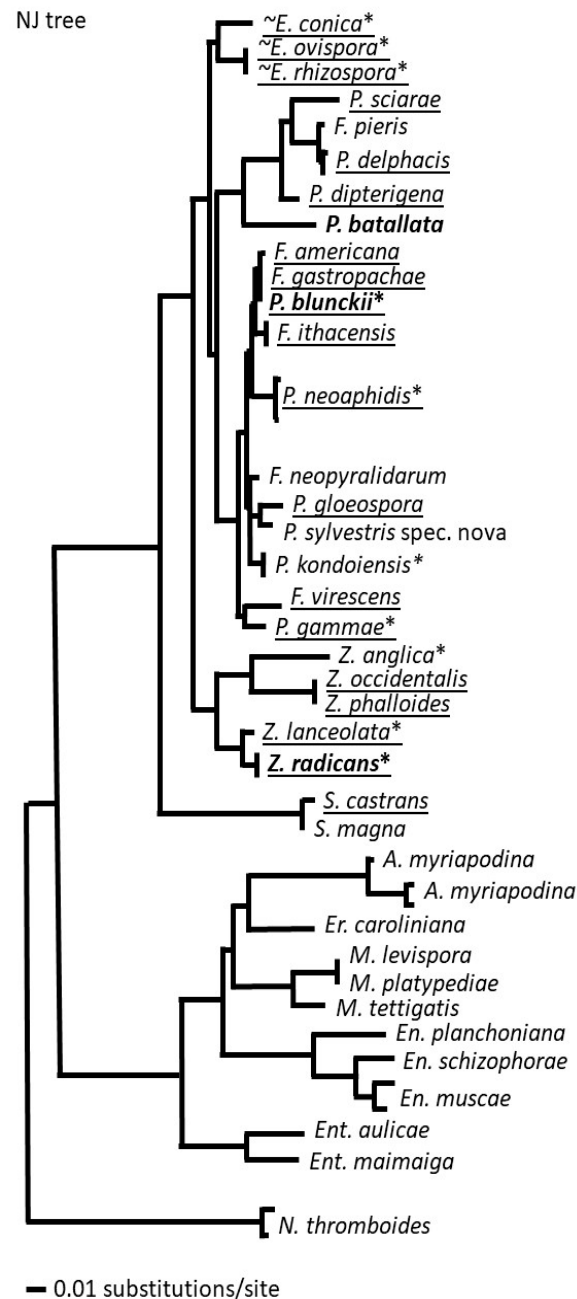 NJ tree
~E. conica*
~E. ovispora*
~E. rhizospora*
P. sciarae
F. pieris
P. delphacis
P. dipterigena
P. batallata
F. americana
F. gastropachae
P. blunckii*
F. ithacensis
P. neoaphidis*
F. neopyralidarum
P. gloeospora
P. sylvestris spec. nova
P. kondoiensis*
F. virescens
P. gammae*
Z. anglica*
Z. occidentalis
Z. phalloides
Z. lanceolata*
Z. radicans*
S. castrans
S. magna
A. myriapodina
A. myriapodina
Er. caroliniana
M. levispora
M. platypediae
M. tettigatis
En. planchoniana
En. schizophorae
En. muscae
Ent. aulicae
Ent. maimaiga
N. thromboides
0.01 substitutions/site